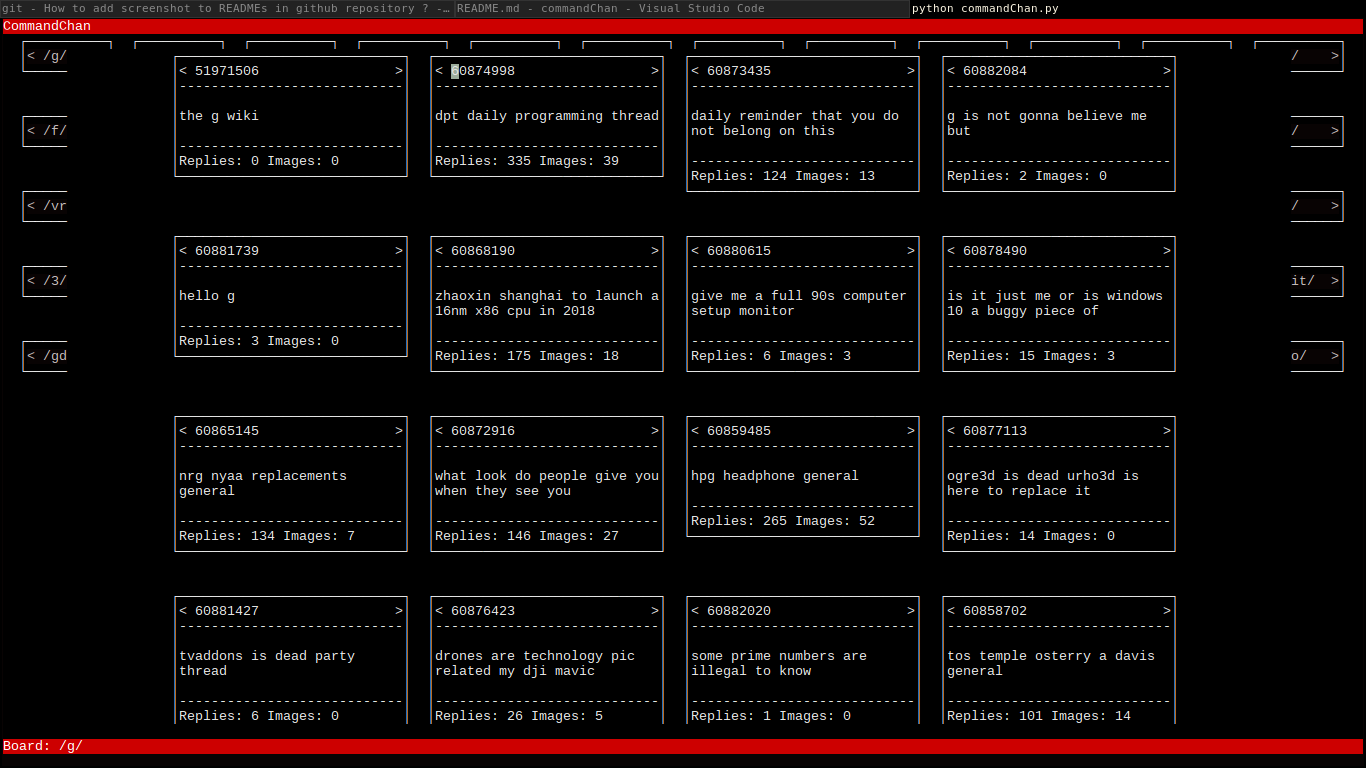 git - How to add screenshot to READMEs in github repository ? -… README.md - commandChan - Visual Studio Code python commandChan.py
CommandChan
< /g/ / >
< 51971506 > < 60874998 > < 60873435 > < 60882084 >
the g wiki dpt daily programming thread daily reminder that you do g is not gonna believe me
< /f/ not belong on this but / >
Replies: 0 Images: 0 Replies: 335 Images: 39
Replies: 124 Images: 13 Replies: 2 Images: 0
< /vr / >
< 60881739 > < 60868190 > < 60880615 > < 60878490 >
< /3/ it/ >
hello g zhaoxin shanghai to launch a give me a full 90s computer is it just me or is windows
16nm x86 cpu in 2018 setup monitor 10 a buggy piece of
Replies: 3 Images: 0
< /gd Replies: 175 Images: 18 Replies: 6 Images: 3 Replies: 15 Images: 3 o/ >
< 60865145 > < 60872916 > < 60859485 > < 60877113 >
nrg nyaa replacements what look do people give you hpg headphone general ogre3d is dead urho3d is
general when they see you here to replace it
Replies: 265 Images: 52
Replies: 134 Images: 7 Replies: 146 Images: 27 Replies: 14 Images: 0
< 60881427 > < 60876423 > < 60882020 > < 60858702 >
tvaddons is dead party drones are technology pic some prime numbers are tos temple osterry a davis
thread related my dji mavic illegal to know general
Replies: 6 Images: 0 Replies: 26 Images: 5 Replies: 1 Images: 0 Replies: 101 Images: 14
Board: /g/